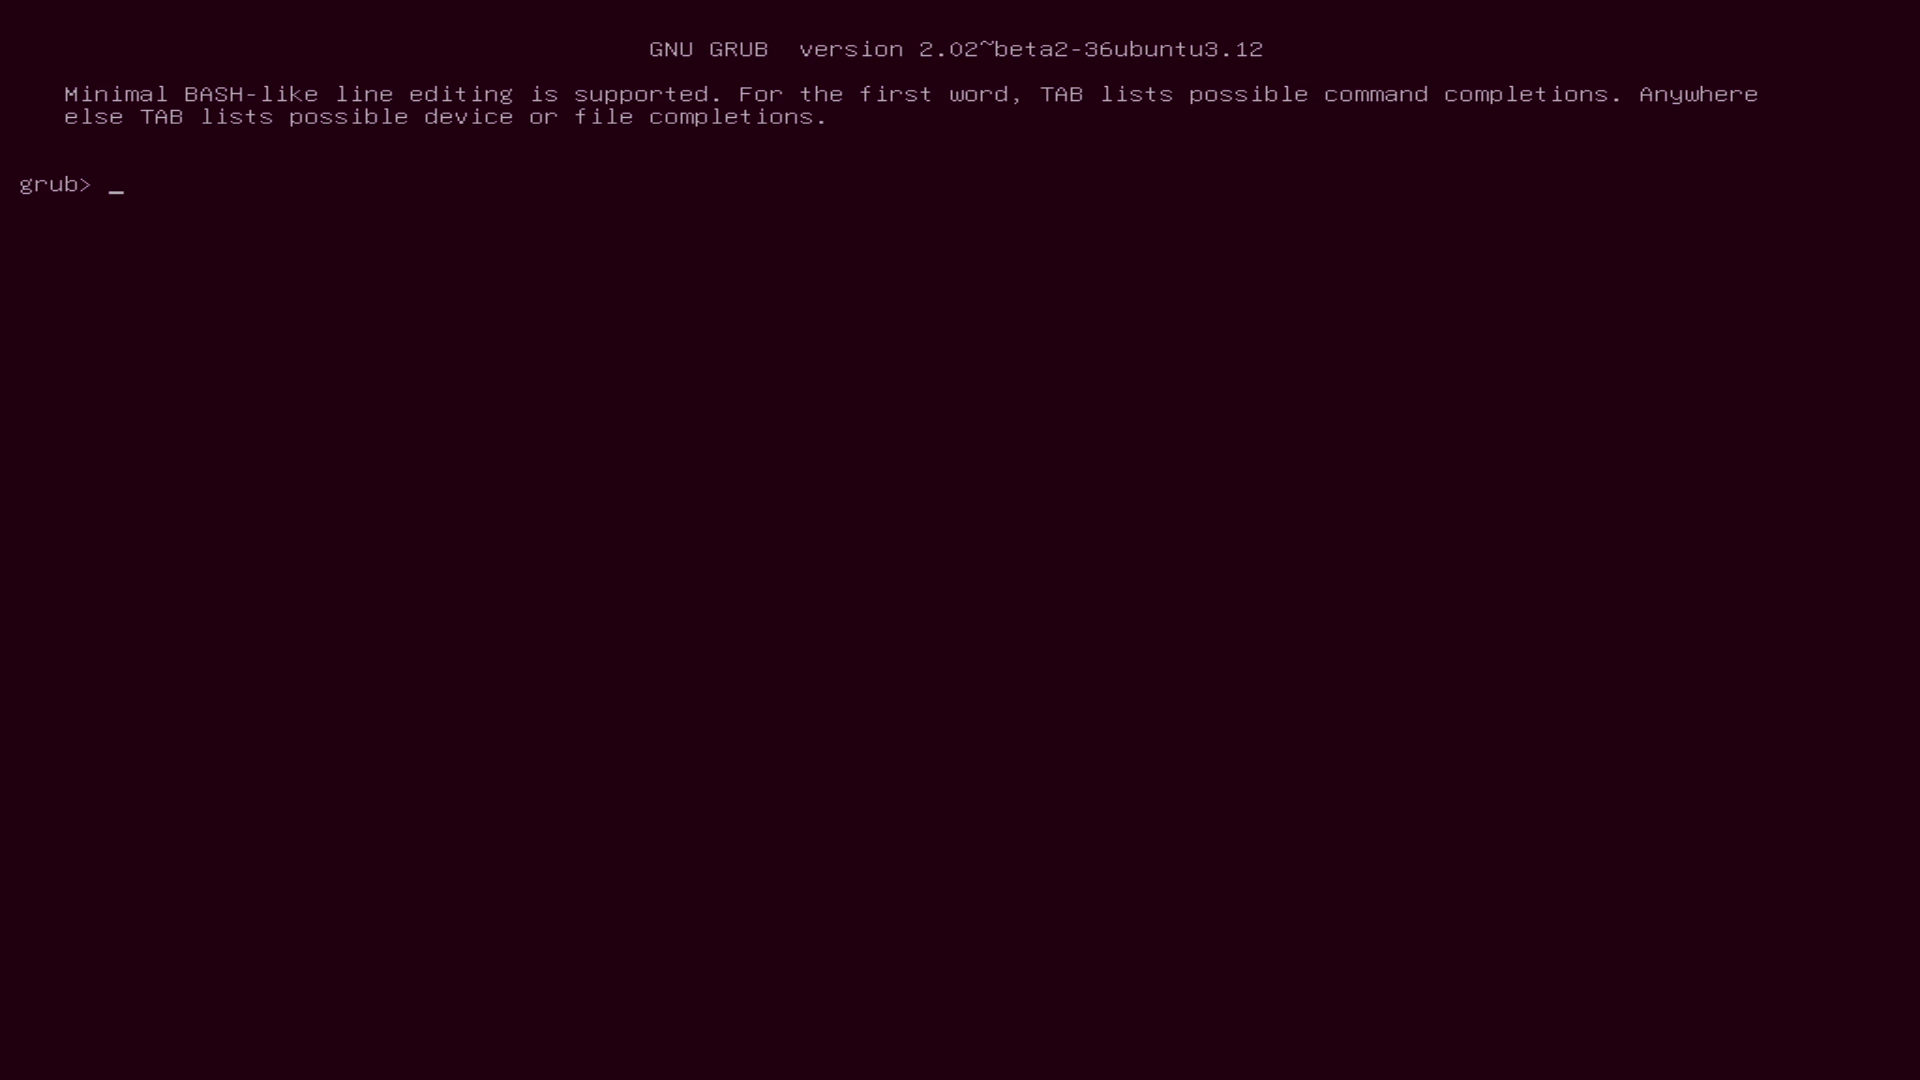 GNU GRUB  version 2.02~beta2-36ubuntu3.12
Minimal BASH-like line editing is supported. For the first word, TAB lists possible command completions. Anywhere
else TAB lists possible device or file completions.
grub> _